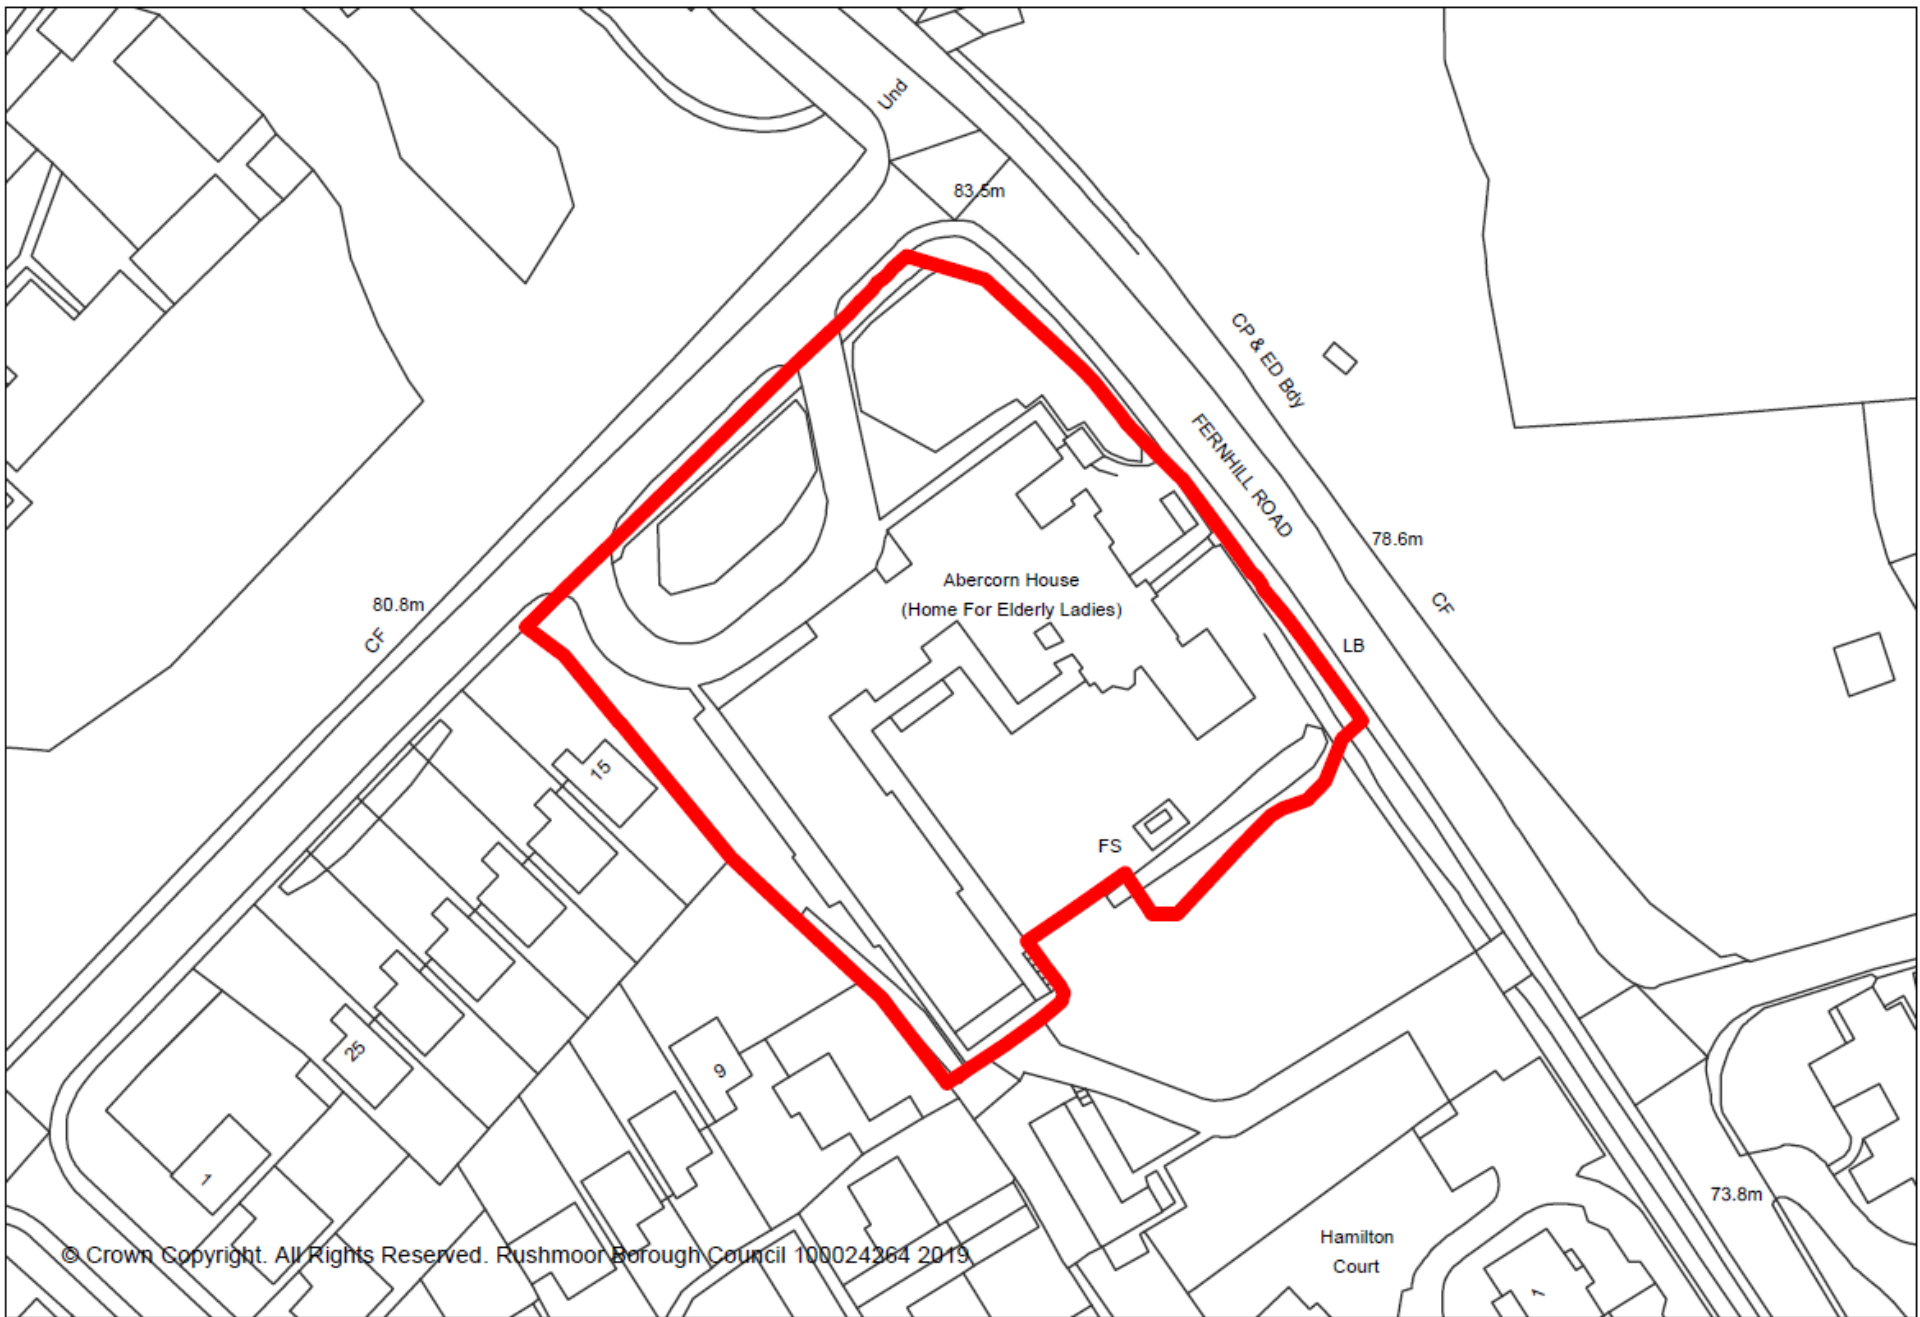 Und
83.5m
CP & ED Bdy
FERNHILL ROAD
78.6m
CF
Abercorn House
(Home For Elderly Ladies)
80.8m
CF
LB
15
FS
25
9
1
73.8m
Hamilton
Court
1
© Crown Copyright. All Rights Reserved. Rushmoor Borough Council 100024264 2019